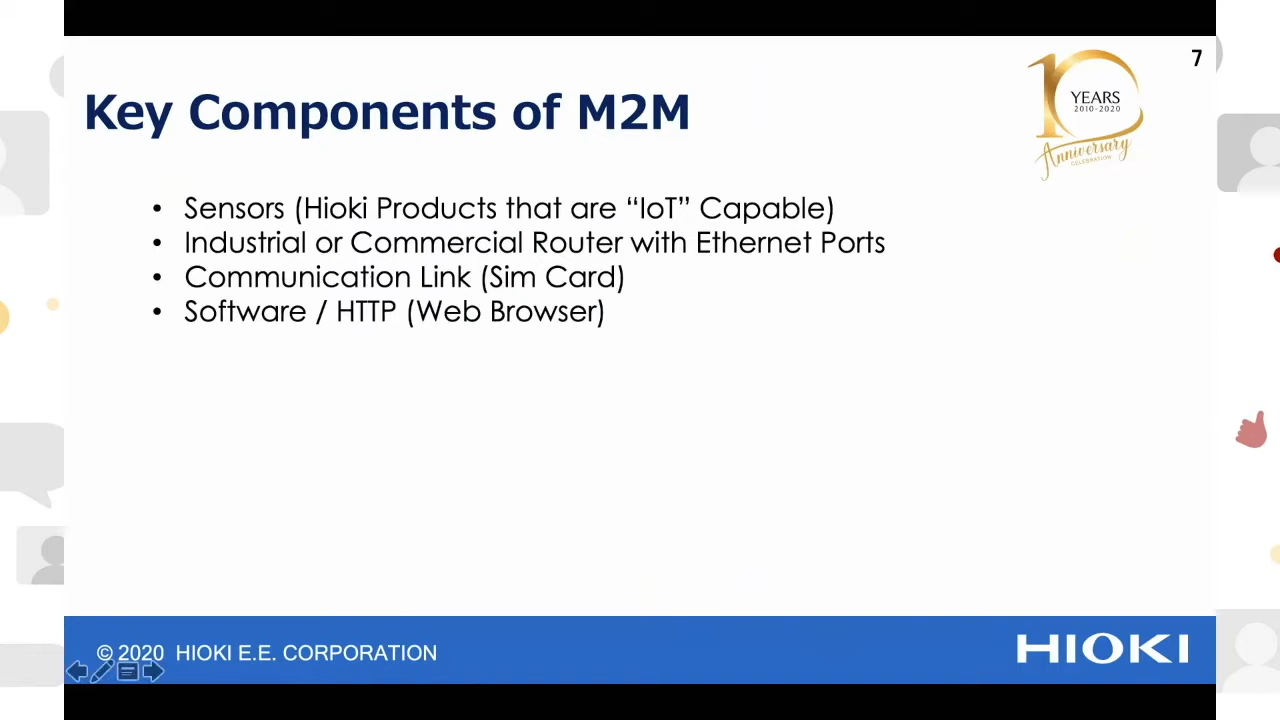 7
10 YEARS
2010-2020
Anniversary
CELEBRATION
Key Components of M2M
• Sensors (Hioki Products that are “IoT” Capable)
• Industrial or Commercial Router with Ethernet Ports
• Communication Link (Sim Card)
• Software / HTTP (Web Browser)
© 2020 HIOKI E.E. CORPORATION
HIOKI